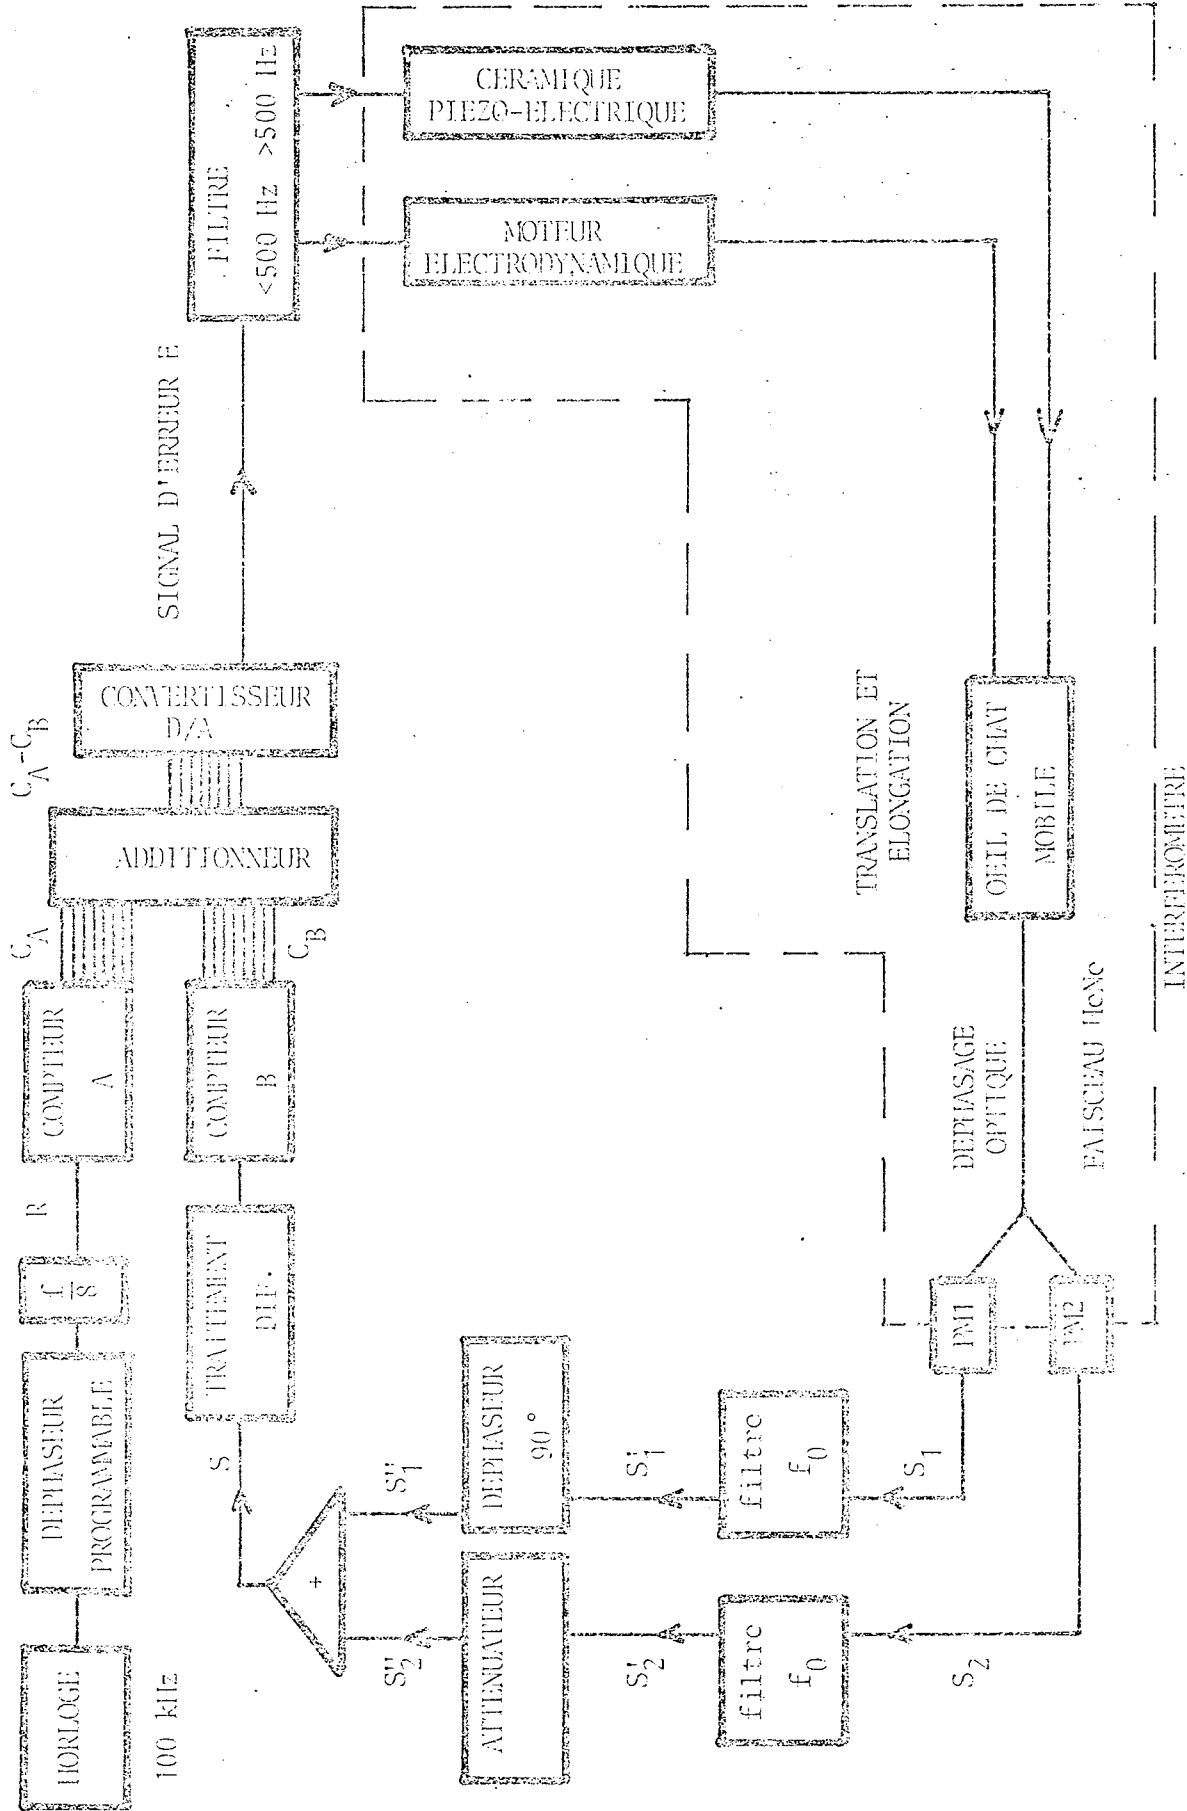 HORLOGE
100 kHz
DEPHASEUR
PROGRAMMABLE
f
8
R
COMPTEUR
A
C_A
TRAITEMENT
DIF.
COMPTEUR
B
C_B
ADDITIONNEUR
C_A-C_B
CONVERTISSEUR
D/A
SIGNAL D'ERREUR E
FILTRE
<500 Hz >500 Hz
CERAMIQUE
PIEZO-ELECTRIQUE
MOTEUR
ELECTRODYNAMIQUE
S
+
S"_2
S"_1
ATTENUATEUR
DEPHASEUR
90°
S'_2
S'_1
filtre
f_0
filtre
f_0
S_2
S_1
PM1
PM2
DEPHASAGE
OPTIQUE
FAISCEAU HeNe
TRANSLATION ET
ELONGATION
OEIL DE CHAT
MOBILE
INTERFEROMETRE